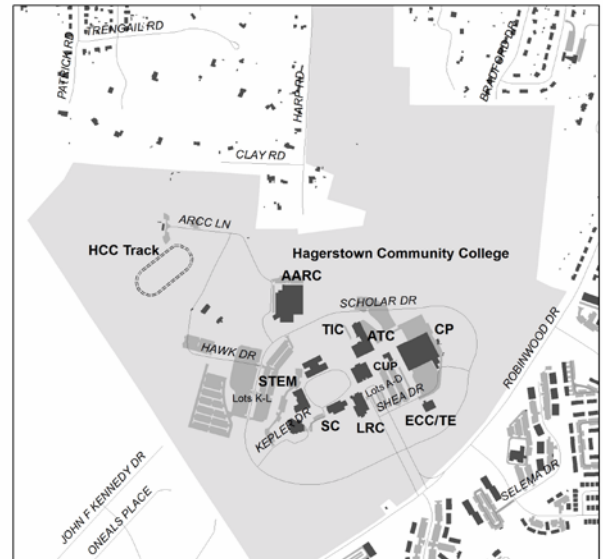 TRENGAIL RD
PATRICK RD
HARP RD
BRADFORD DR
CLAY RD
ARCC LN
HCC Track
Hagerstown Community College
AARC
SCHOLAR DR
TIC
ATC
CP
HAWK DR
CUP
STEM
Lots A-D
Lots K-L
SHEA DR
ROBINWOOD DR
KEPLER DR
SC
LRC
ECC/TE
SELEMA DR
JOHN F KENNEDY DR
ONEALS PLACE